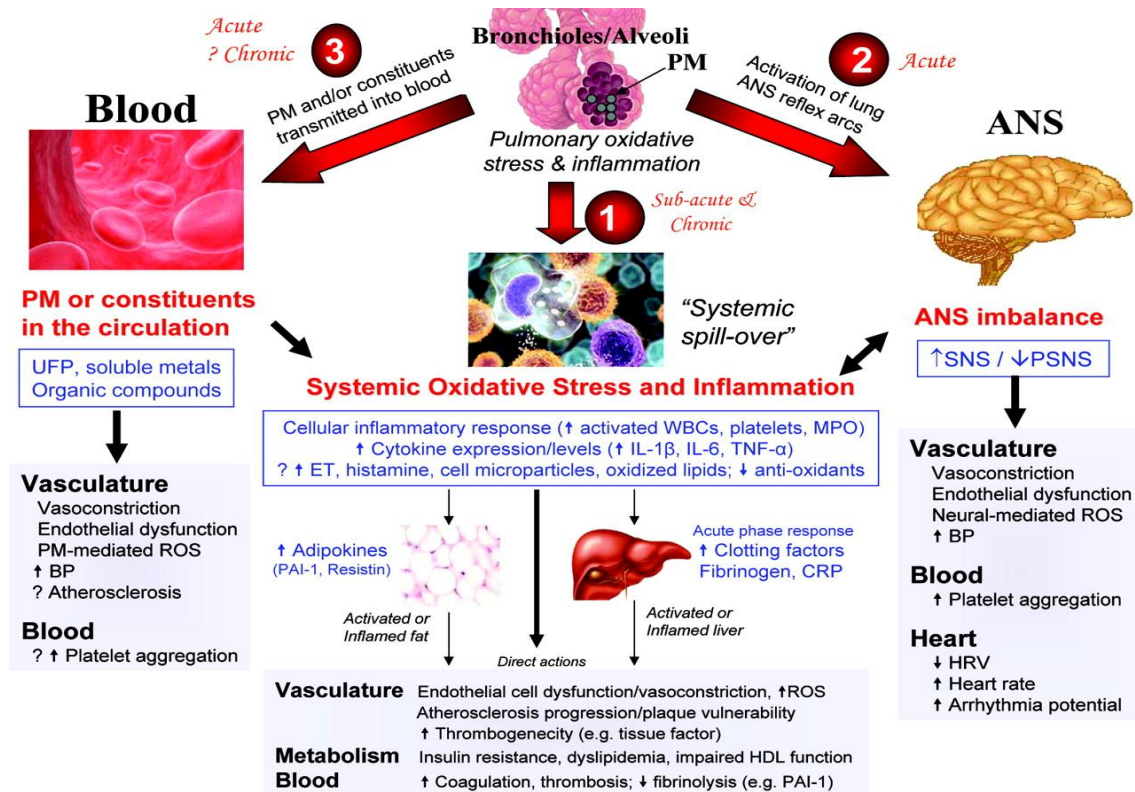 Acute
? Chronic
3
PM and/or constituents
transmitted into blood
Bronchioles/Alveoli
PM
Pulmonary oxidative
stress & inflammation
2
Acute
Activation of lung
ANS reflex arcs
Blood
ANS
1
Sub-acute &
Chronic
"Systemic
spill-over"
PM or constituents
in the circulation
UFP, soluble metals
Organic compounds
Vasculature
Vasoconstriction
Endothelial dysfunction
PM-mediated ROS
↑ BP
? Atherosclerosis
Blood
? ↑ Platelet aggregation
Systemic Oxidative Stress and Inflammation
Cellular inflammatory response (↑ activated WBCs, platelets, MPO)
↑ Cytokine expression/levels (↑ IL-1β, IL-6, TNF-α)
? ↑ ET, histamine, cell microparticles, oxidized lipids; ↓ anti-oxidants
↑ Adipokines
(PAI-1, Resistin)
Activated or
Inflamed fat
Acute phase response
↑ Clotting factors
Fibrinogen, CRP
Activated or
Inflamed liver
Direct actions
Vasculature Endothelial cell dysfunction/vasoconstriction, ↑ROS
Atherosclerosis progression/plaque vulnerability
↑ Thrombogenicity (e.g. tissue factor)
Metabolism Insulin resistance, dyslipidemia, impaired HDL function
Blood ↑ Coagulation, thrombosis; ↓ fibrinolysis (e.g. PAI-1)
ANS imbalance
↑SNS / ↓PSNS
Vasculature
Vasoconstriction
Endothelial dysfunction
Neural-mediated ROS
↑ BP
Blood
↑ Platelet aggregation
Heart
↓ HRV
↑ Heart rate
↑ Arrhythmia potential